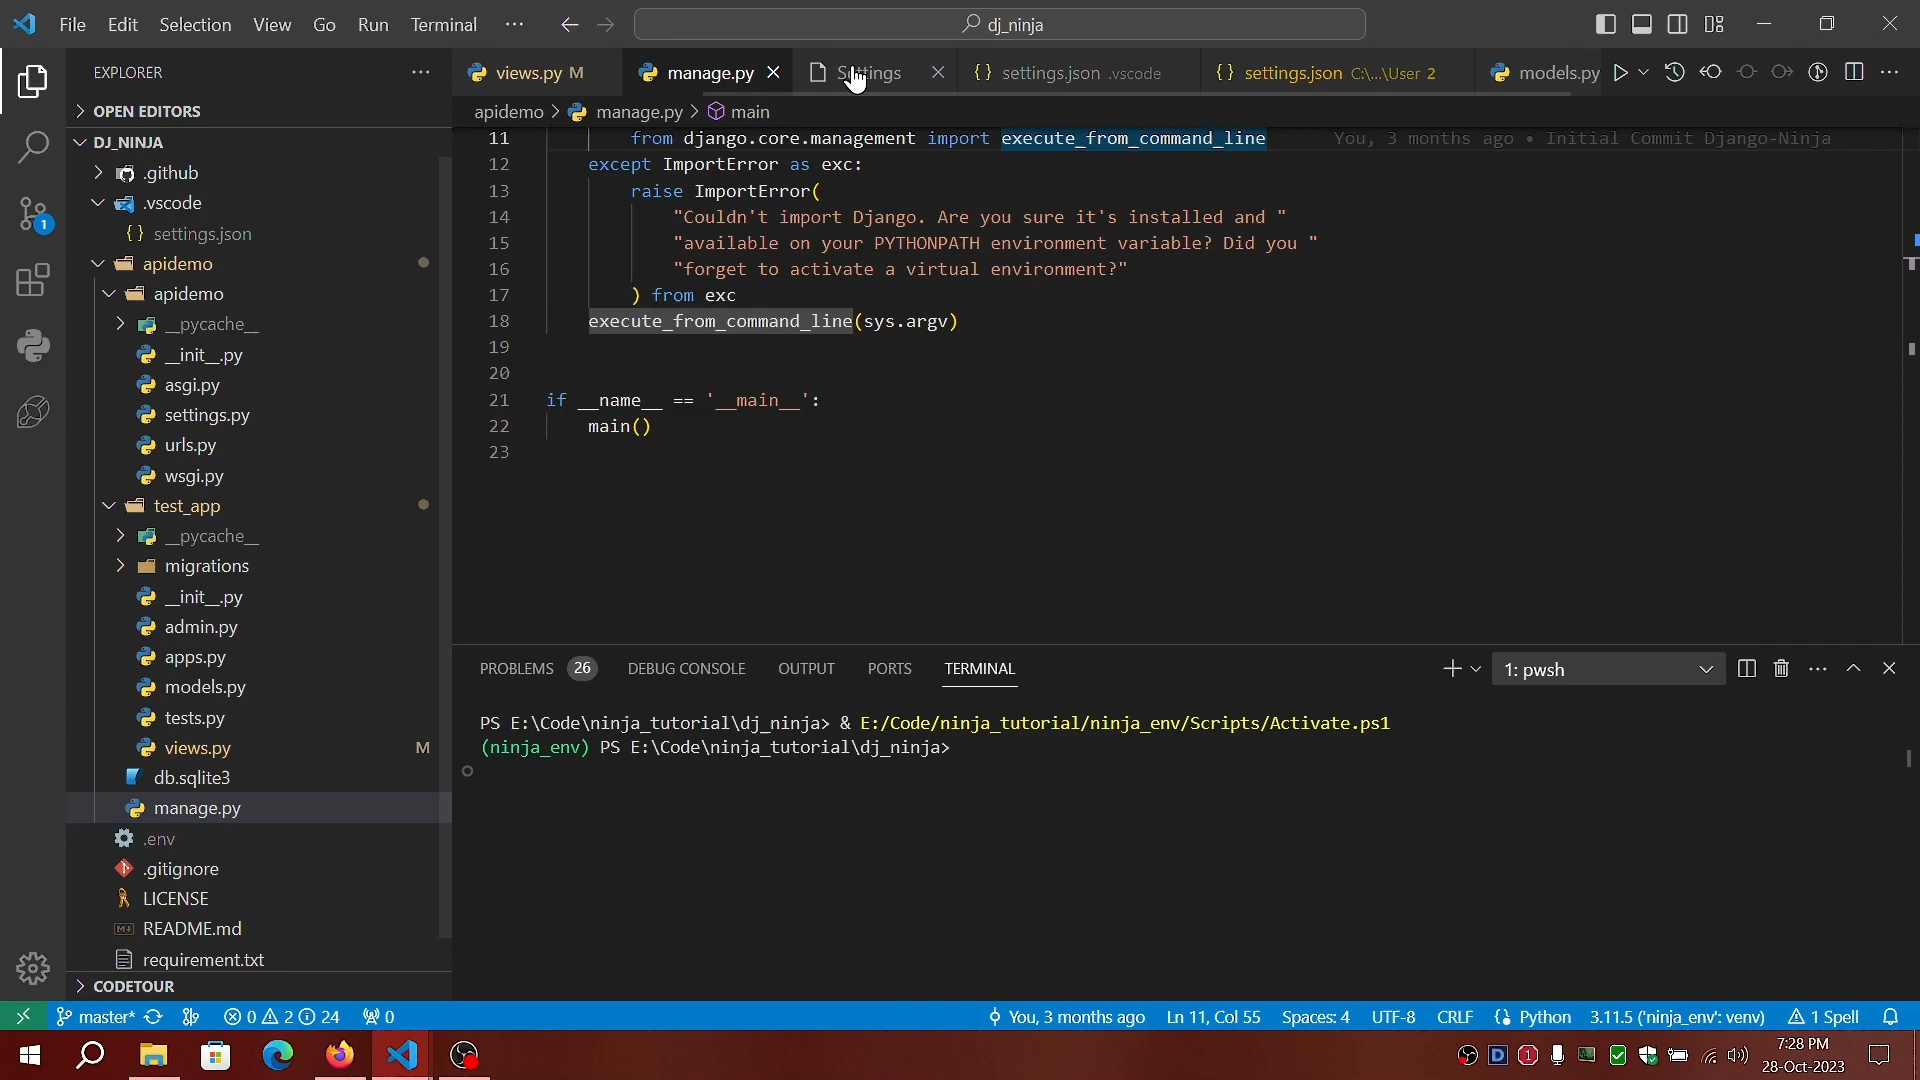 File Edit Selection View Go Run Terminal ··· dj_ninja
EXPLORER ···
OPEN EDITORS
DJ_NINJA
.github
.vscode
{} settings.json
apidemo
apidemo
__pycache__
__init__.py
asgi.py
settings.py
urls.py
wsgi.py
test_app
__pycache__
migrations
__init__.py
admin.py
apps.py
models.py
tests.py
views.py M
db.sqlite3
manage.py
.env
.gitignore
LICENSE
README.md
requirement.txt
CODETOUR
views.py M manage.py Settings {} settings.json .vscode {} settings.json C:\...\User 2 models.py
apidemo > manage.py > main
11 from django.core.management import execute_from_command_line You, 3 months ago • Initial Commit Django-Ninja
12 except ImportError as exc:
13 raise ImportError(
14 "Couldn't import Django. Are you sure it's installed and "
15 "available on your PYTHONPATH environment variable? Did you "
16 "forget to activate a virtual environment?"
17 ) from exc
18 execute_from_command_line(sys.argv)
19
20
21 if __name__ == '__main__':
22 main()
23
PROBLEMS 26 DEBUG CONSOLE OUTPUT PORTS TERMINAL 1: pwsh
PS E:\Code\ninja_tutorial\dj_ninja> & E:/Code/ninja_tutorial/ninja_env/Scripts/Activate.ps1
(ninja_env) PS E:\Code\ninja_tutorial\dj_ninja>
master* 0 2 24 0 You, 3 months ago Ln 11, Col 55 Spaces: 4 UTF-8 CRLF Python 3.11.5 ('ninja_env': venv) 1 Spell
7:28 PM
28-Oct-2023